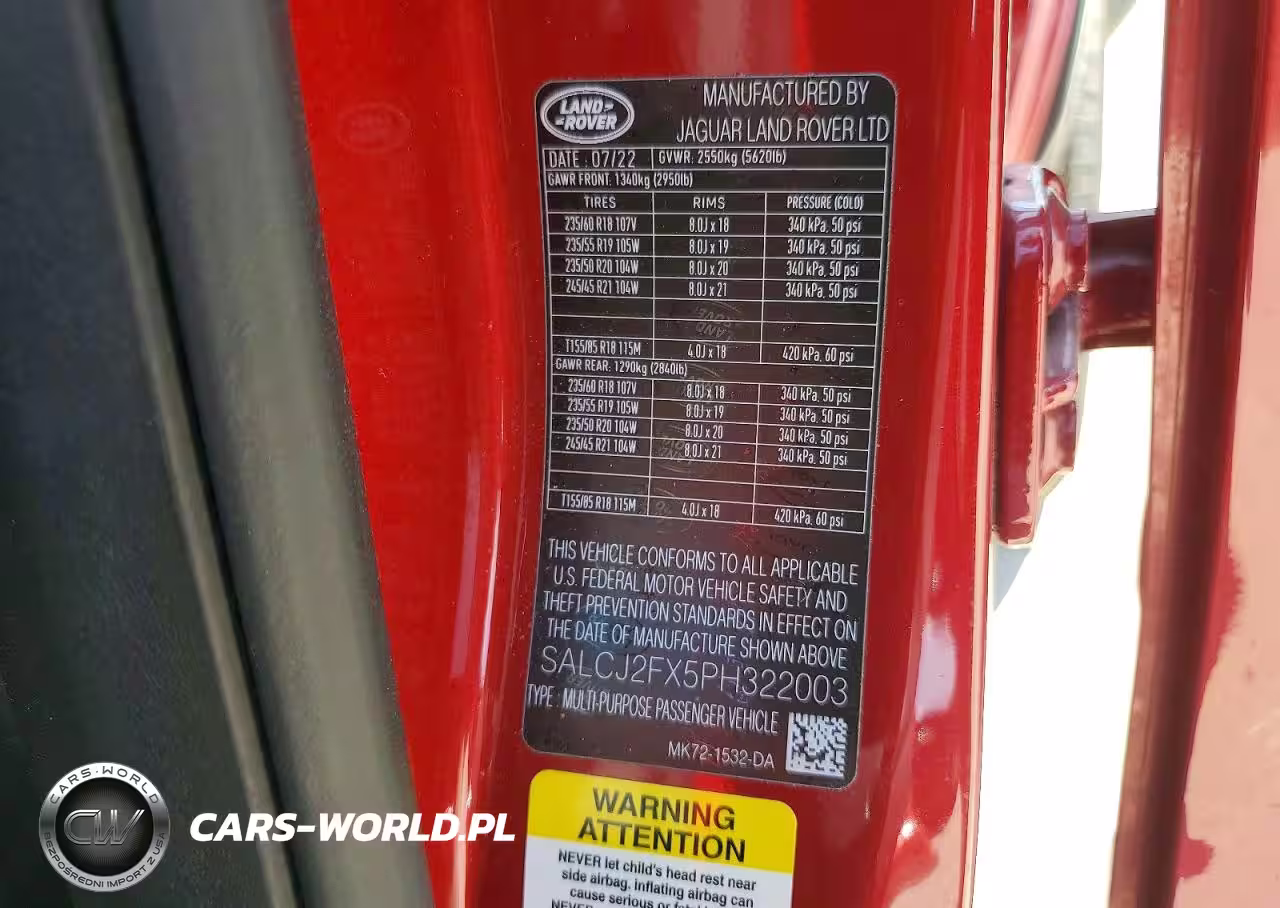 LAND-
-ROVER
MANUFACTURED BY
JAGUAR LAND ROVER LTD
DATE : 07/22 GVWR: 2550kg (5620lb)
GAWR FRONT: 1340kg (2950lb)
TIRES RIMS PRESSURE (COLD)
235/60 R18 107V 8.0J x 18 340 kPa, 50 psi
235/55 R19 105W 8.0J x 19 340 kPa, 50 psi
235/50 R20 104W 8.0J x 20 340 kPa, 50 psi
245/45 R21 104W 8.0J x 21 340 kPa, 50 psi
T155/85 R18 115M 4.0J x 18 420 kPa, 60 psi
GAWR REAR: 1290kg (2840lb)
235/60 R18 107V 8.0J x 18 340 kPa, 50 psi
235/55 R19 105W 8.0J x 19 340 kPa, 50 psi
235/50 R20 104W 8.0J x 20 340 kPa, 50 psi
245/45 R21 104W 8.0J x 21 340 kPa, 50 psi
T155/85 R18 115M 4.0J x 18 420 kPa, 60 psi
THIS VEHICLE CONFORMS TO ALL APPLICABLE
U.S. FEDERAL MOTOR VEHICLE SAFETY AND
THEFT PREVENTION STANDARDS IN EFFECT ON
THE DATE OF MANUFACTURE SHOWN ABOVE
SALCJ2FX5PH322003
TYPE : MULTI-PURPOSE PASSENGER VEHICLE
MK72-1532-DA
WARNING
ATTENTION
NEVER let child's head rest near
side airbag, inflating airbag can
cause serious or
NEVER
CARS-WORLD
CW
BEZPOŚREDNI IMPORT Z USA
CARS-WORLD.PL